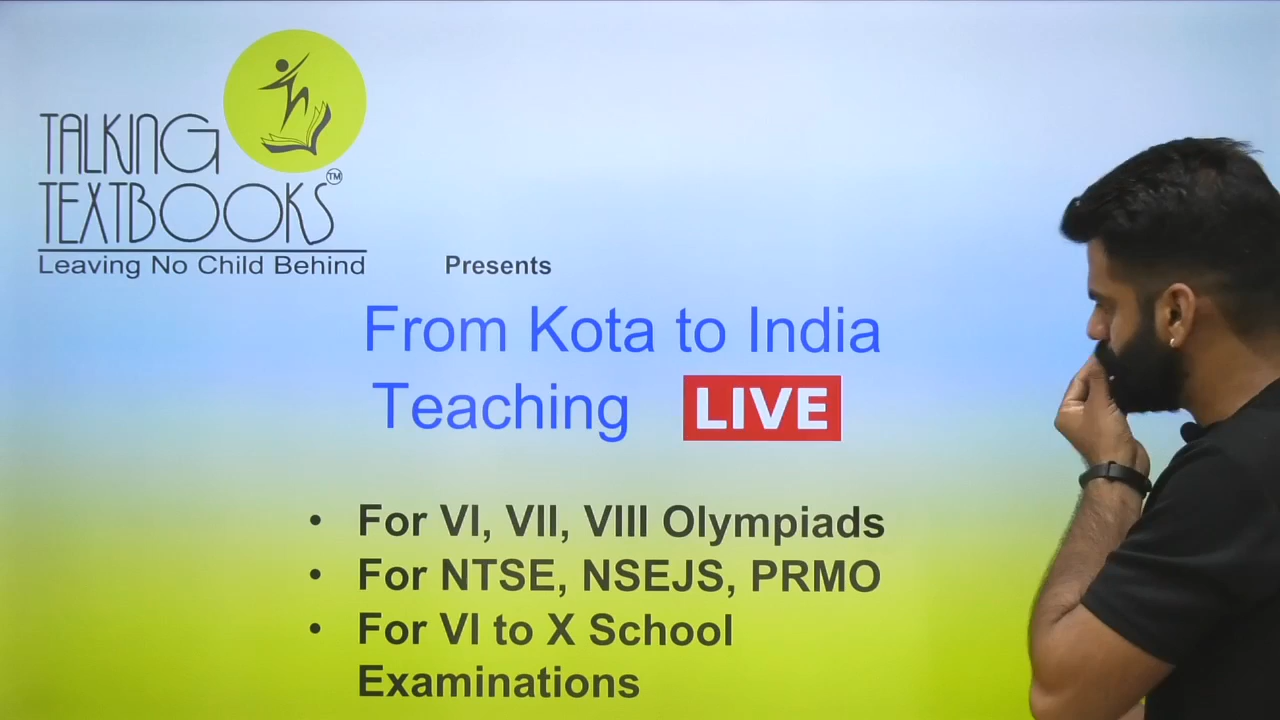 TALKING
TEXTBOOKS™
Leaving No Child Behind
Presents
From Kota to India
Teaching LIVE
• For VI, VII, VIII Olympiads
• For NTSE, NSEJS, PRMO
• For VI to X School
Examinations